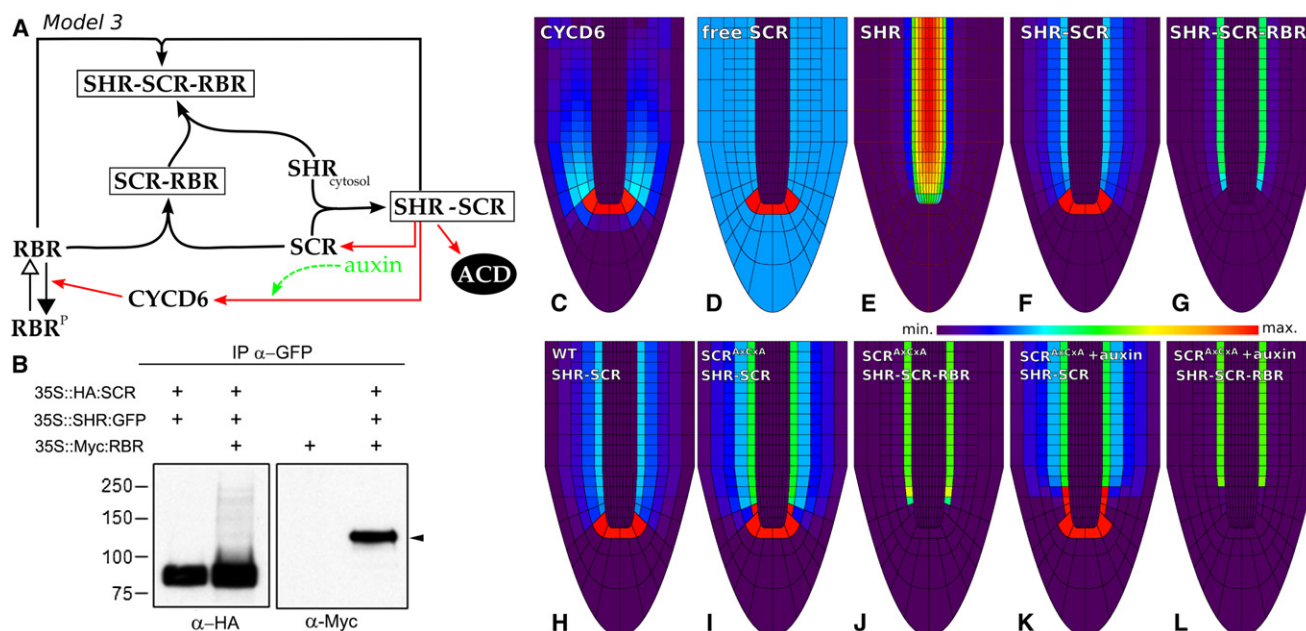 A Model 3
SHR-SCR-RBR
SCR-RBR
SHR cytosol
SHR-SCR
RBR
SCR
ACD
auxin
CYCD6
RBR P
B
IP α–GFP
35S::HA:SCR + + +
35S::SHR:GFP + + +
35S::Myc:RBR + + +
250
150
100
75
α–HA α-Myc
CYCD6 free SCR SHR SHR-SCR SHR-SCR-RBR
C D E F G
min. max.
WT
SHR-SCR
SCR AxCxA
SHR-SCR
SCR AxCxA
SHR-SCR-RBR
SCR AxCxA +auxin
SHR-SCR
SCR AxCxA +auxin
SHR-SCR-RBR
H I J K L